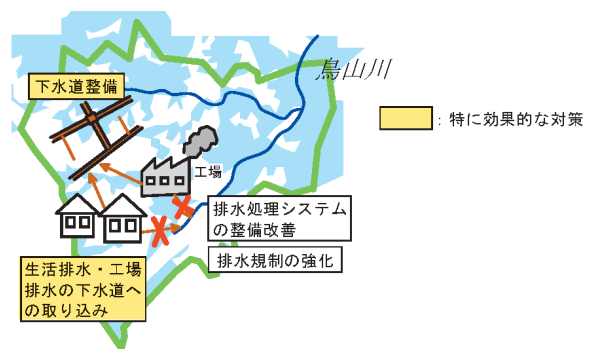 下水道整備
鳥山川
:特に効果的な対策
工場
排水処理システム
の整備改善
排水規制の強化
生活排水・工場
排水の下水道へ
の取り込み